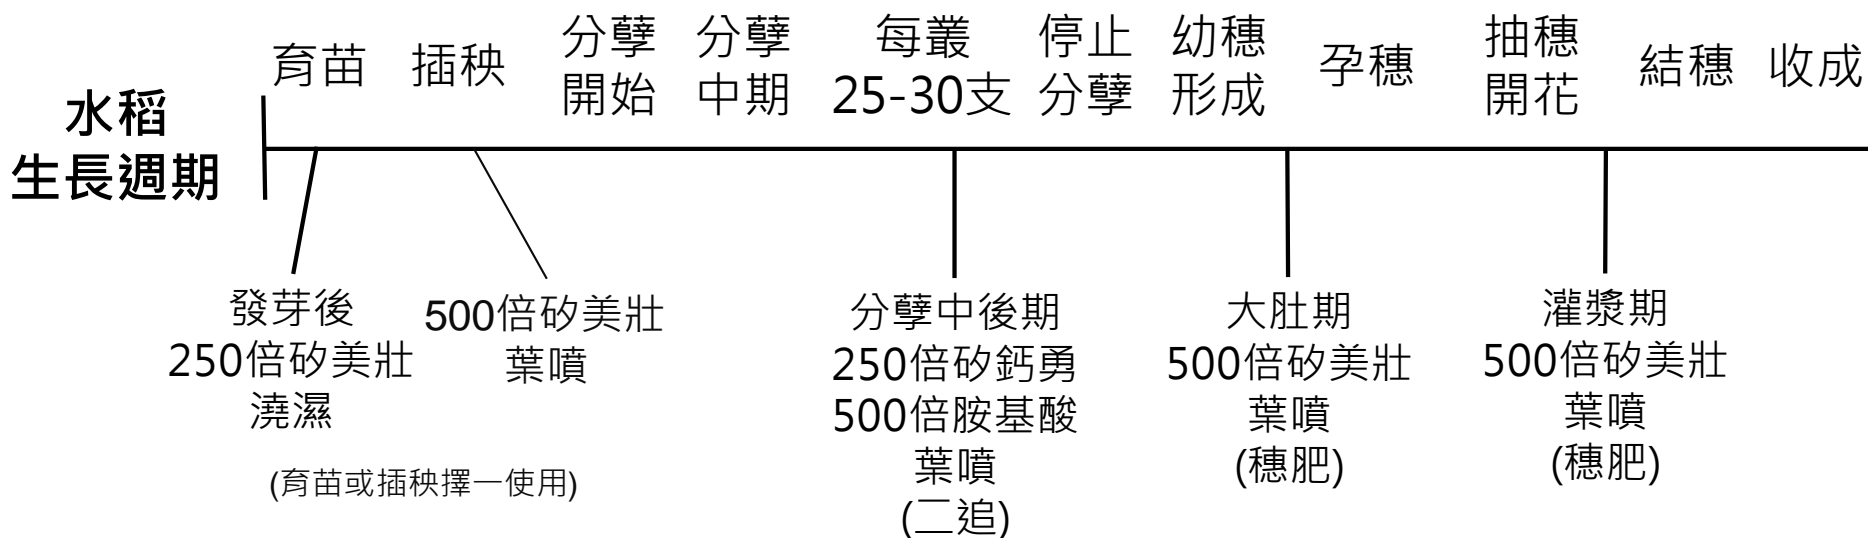 水稻
生長週期
育苗
插秧
分孽
開始
分孽
中期
每叢
25-30支
停止
分孽
幼穗
形成
孕穗
抽穗
開花
結穗
收成
發芽後
250倍矽美壯
澆濕
500倍矽美壯
葉噴
(育苗或插秧擇一使用)
分孽中後期
250倍矽鈣勇
500倍胺基酸
葉噴
(二追)
大肚期
500倍矽美壯
葉噴
(穗肥)
灌漿期
500倍矽美壯
葉噴
(穗肥)